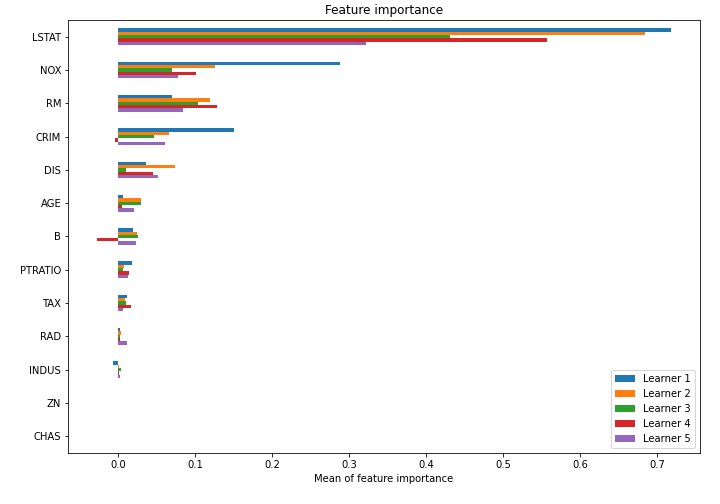 Feature importance
LSTAT
NOX
RM
CRIM
DIS
AGE
B
PTRATIO
TAX
RAD
INDUS
ZN
CHAS
Learner 1
Learner 2
Learner 3
Learner 4
Learner 5
0.0 0.1 0.2 0.3 0.4 0.5 0.6 0.7
Mean of feature importance